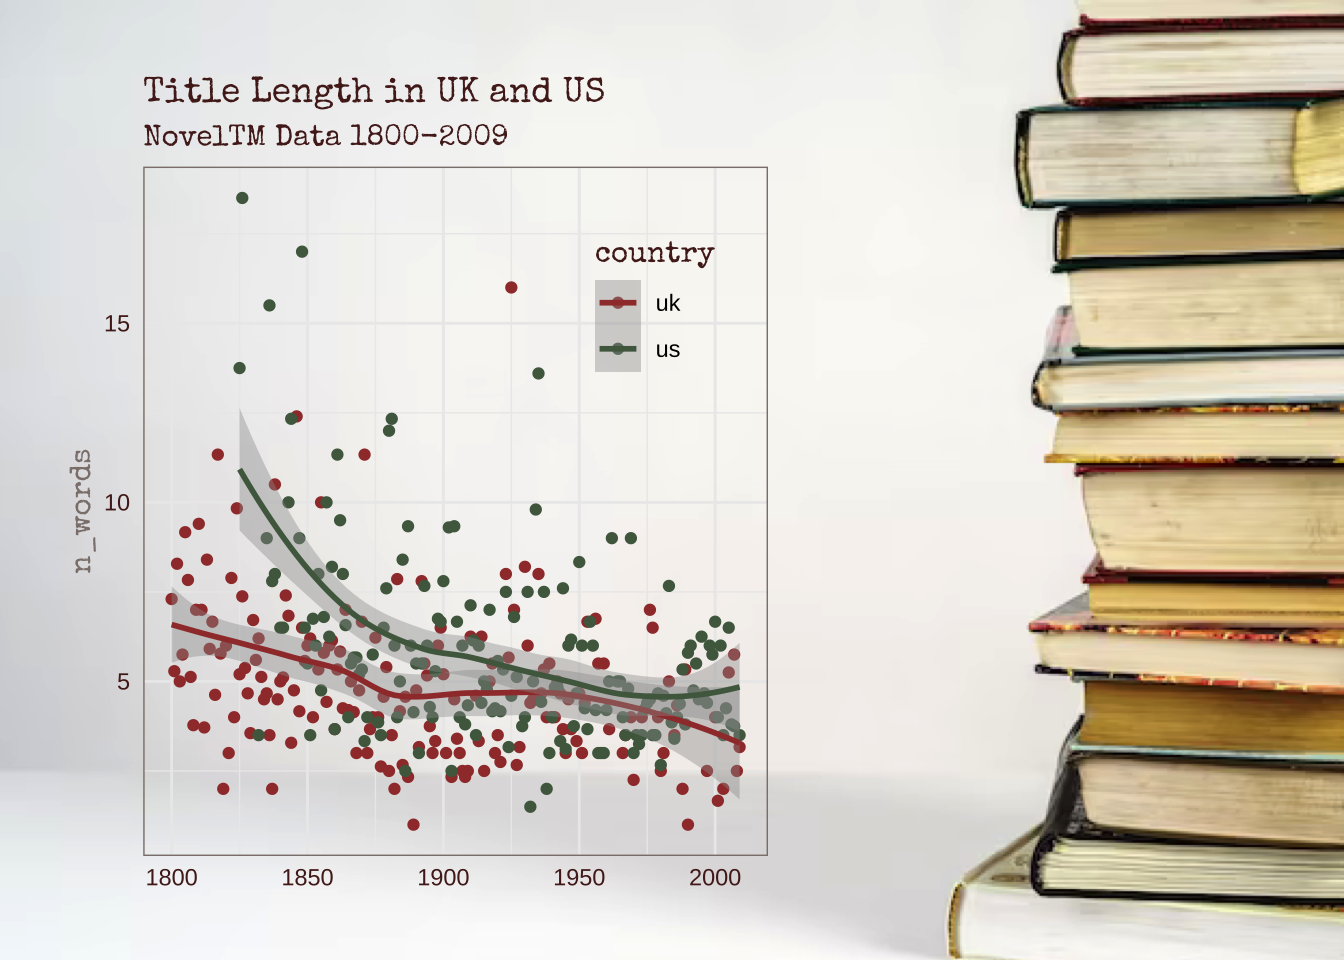 Title Length in UK and US
NovelTM Data 1800-2009
country
uk
us
n_words
15
10
5
1800 1850 1900 1950 2000